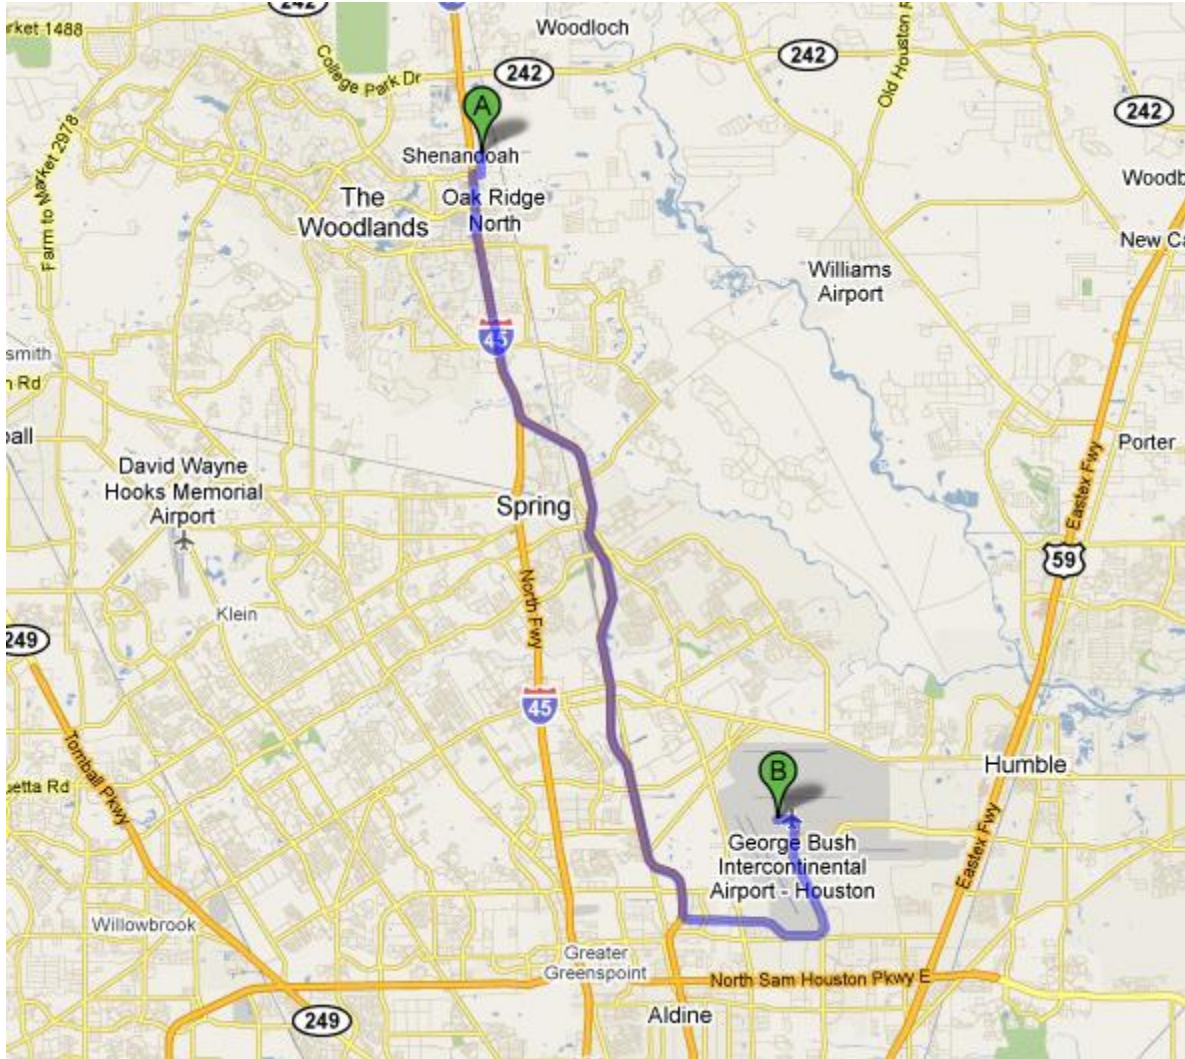 242
rket 1488
Woodloch
College Park Dr
242
242
Old Houston R
242
A
Farm to Market 2978
Shenandoah
The
Woodlands
Oak Ridge
North
Woodb
New Ca
Williams
Airport
45
smith
n Rd
ball
Porter
David Wayne
Hooks Memorial
Airport
Spring
Eastex Fwy
59
North Fwy
Klein
249
45
Tomball Pkwy
uetta Rd
B
Humble
George Bush
Intercontinental
Airport - Houston
Eastex Fwy
Willowbrook
Greater
Greenspoint
North Sam Houston Pkwy E
249
Aldine